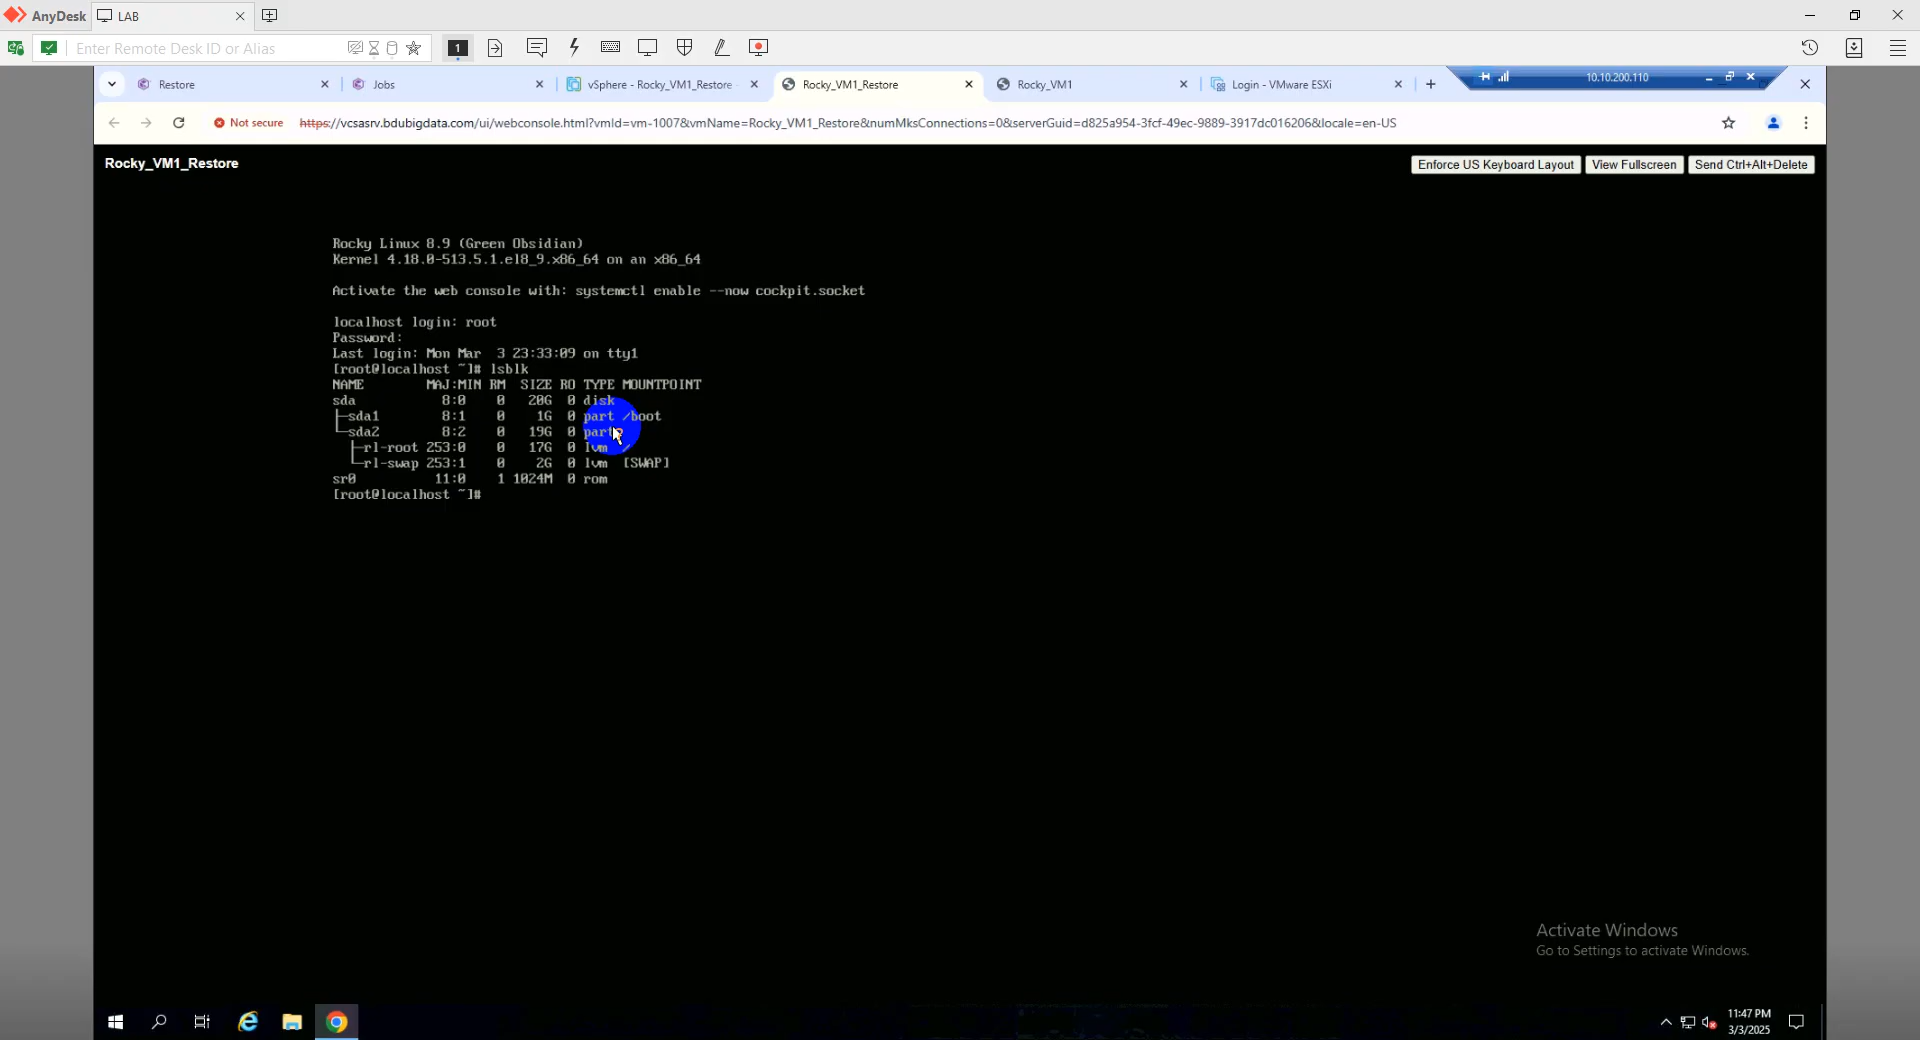 AnyDesk LAB
Enter Remote Desk ID or Alias 1
Restore Jobs vSphere - Rocky_VM1_Restore Rocky_VM1_Restore Rocky_VM1 Login - VMware ESXi 10.10.200.110
Not secure https://vcsasrv.bdubigdata.com/ui/webconsole.html?vmId=vm-1007&vmName=Rocky_VM1_Restore&numMksConnections=0&serverGuid=d825a954-3fcf-49ec-9889-3917dc016206&locale=en-US
Rocky_VM1_Restore Enforce US Keyboard Layout View Fullscreen Send Ctrl+Alt+Delete
Rocky Linux 8.9 (Green Obsidian)
Kernel 4.18.0-513.5.1.el8_9.x86_64 on an x86_64
Activate the web console with: systemctl enable --now cockpit.socket
localhost login: root
Password:
Last login: Mon Mar  3 23:33:09 on tty1
[root@localhost ~]# lsblk
NAME        MAJ:MIN RM  SIZE RO TYPE MOUNTPOINT
sda           8:0    0   20G  0 disk
├─sda1        8:1    0    1G  0 part /boot
└─sda2        8:2    0   19G  0 part
  ├─rl-root 253:0    0   17G  0 lvm  /
  └─rl-swap 253:1    0    2G  0 lvm  [SWAP]
sr0          11:0    1 1024M  0 rom
[root@localhost ~]#
Activate Windows
Go to Settings to activate Windows.
11:47 PM
3/3/2025